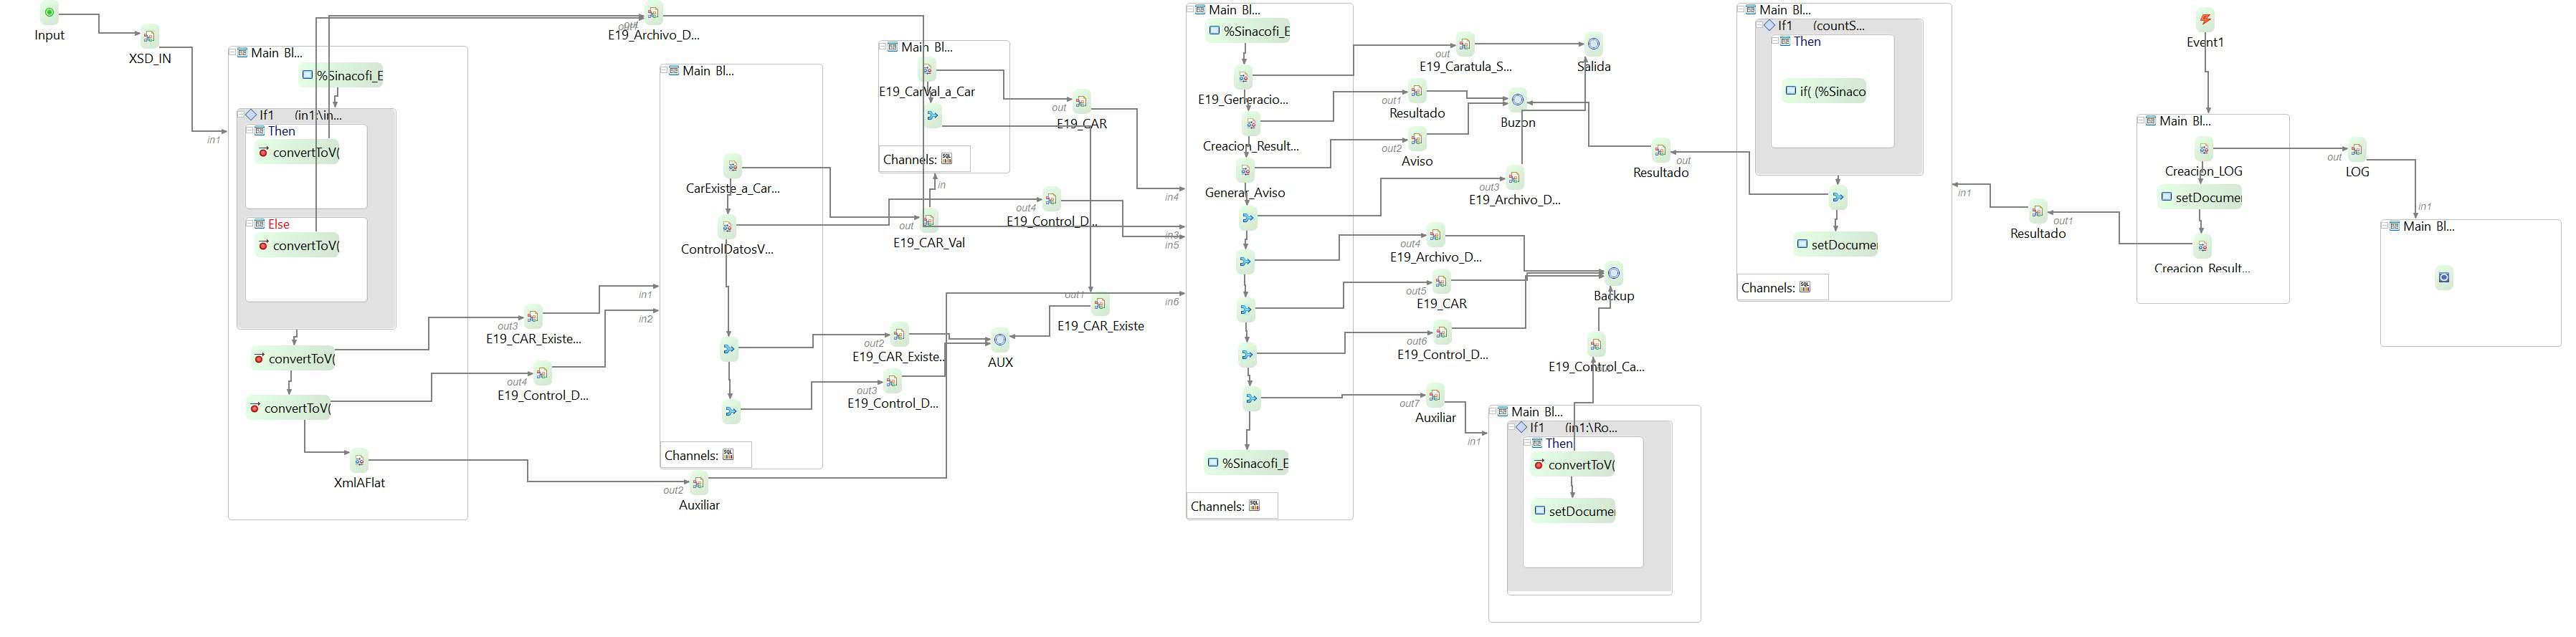 Input
XSD_IN
in1
Main Bl...
%Sinacofi_E
If1 (in1:\in...
Then
convertToV(
Else
convertToV(
convertToV(
convertToV(
XmlAFlat
out
E19_Archivo_D...
out3
E19_CAR_Existe...
out4
E19_Control_D...
out2
Auxiliar
in1
in2
Main Bl...
CarExiste_a_Car...
ControlDatosV...
Channels:
Main Bl...
E19_CarVal_a_Car
Channels:
in
out
E19_CAR_Val
out
E19_CAR
out4
E19_Control_D...
out2
E19_CAR_Existe...
out3
E19_Control_D...
AUX
out1
E19_CAR_Existe
in4
in3
in5
in6
Main Bl...
%Sinacofi_E
E19_Generacio...
Creacion_Result...
Generar_Aviso
%Sinacofi_E
Channels:
out
E19_Caratula_S...
Salida
out1
Resultado
Buzon
out2
Aviso
out3
E19_Archivo_D...
out4
E19_Archivo_D...
out5
E19_CAR
out6
E19_Control_D...
Backup
E19_Control_Ca...
out7
Auxiliar
in1
Main Bl...
If1 (in1:\Ro...
Then
convertToV(
setDocumen
out
Resultado
Main Bl...
If1 (countS...
Then
if( (%Sinaco
setDocumen
Channels:
in1
out1
Resultado
Event1
Main Bl...
Creacion_LOG
setDocumen
Creacion_Result...
out
LOG
in1
Main Bl...